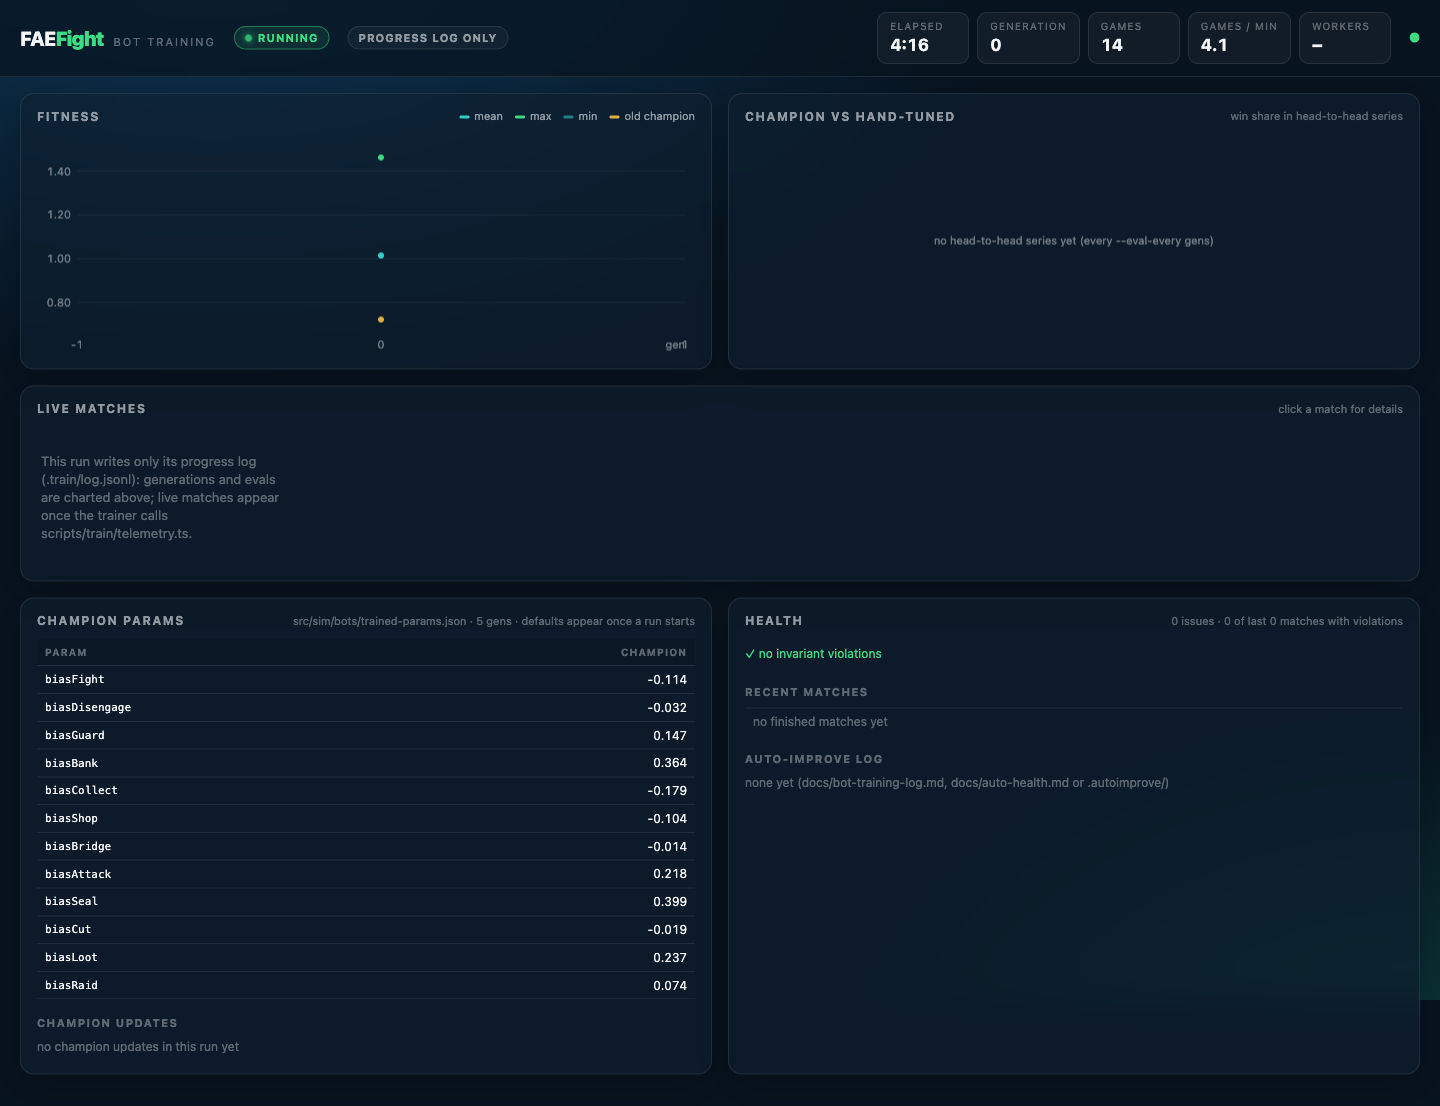 FAEFight BOT TRAINING RUNNING PROGRESS LOG ONLY
ELAPSED
4:16
GENERATION
0
GAMES
14
GAMES / MIN
4.1
WORKERS
–
FITNESS
mean max min old champion
1.40
1.20
1.00
0.80
-1 0 gen
CHAMPION VS HAND-TUNED
win share in head-to-head series
no head-to-head series yet (every --eval-every gens)
LIVE MATCHES
click a match for details
This run writes only its progress log
(.train/log.jsonl): generations and evals
are charted above; live matches appear
once the trainer calls
scripts/train/telemetry.ts.
CHAMPION PARAMS
src/sim/bots/trained-params.json · 5 gens · defaults appear once a run starts
PARAM CHAMPION
biasFight -0.114
biasDisengage -0.032
biasGuard 0.147
biasBank 0.364
biasCollect -0.179
biasShop -0.104
biasBridge -0.014
biasAttack 0.218
biasSeal 0.399
biasCut -0.019
biasLoot 0.237
biasRaid 0.074
CHAMPION UPDATES
no champion updates in this run yet
HEALTH
0 issues · 0 of last 0 matches with violations
✓ no invariant violations
RECENT MATCHES
no finished matches yet
AUTO-IMPROVE LOG
none yet (docs/bot-training-log.md, docs/auto-health.md or .autoimprove/)